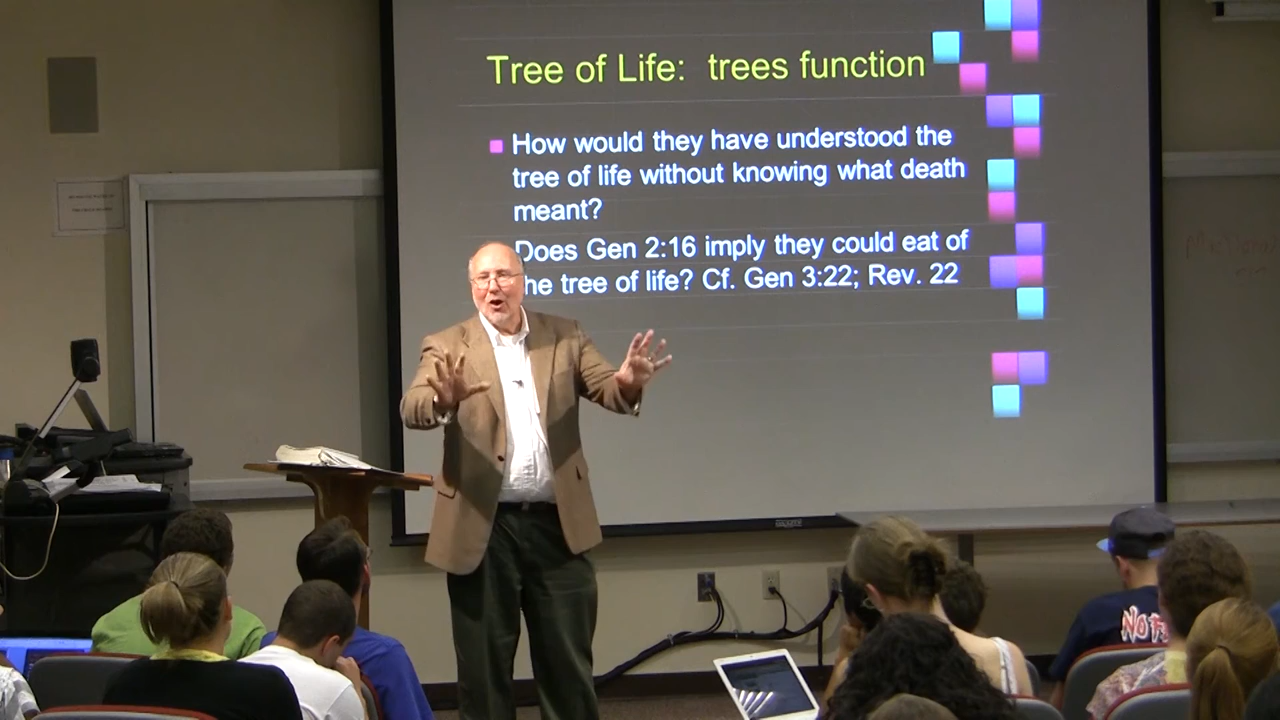 Tree of Life: trees function
How would they have understood the
tree of life without knowing what death
meant?
Does Gen 2:16 imply they could eat of
he tree of life? Cf. Gen 3:22; Rev. 22